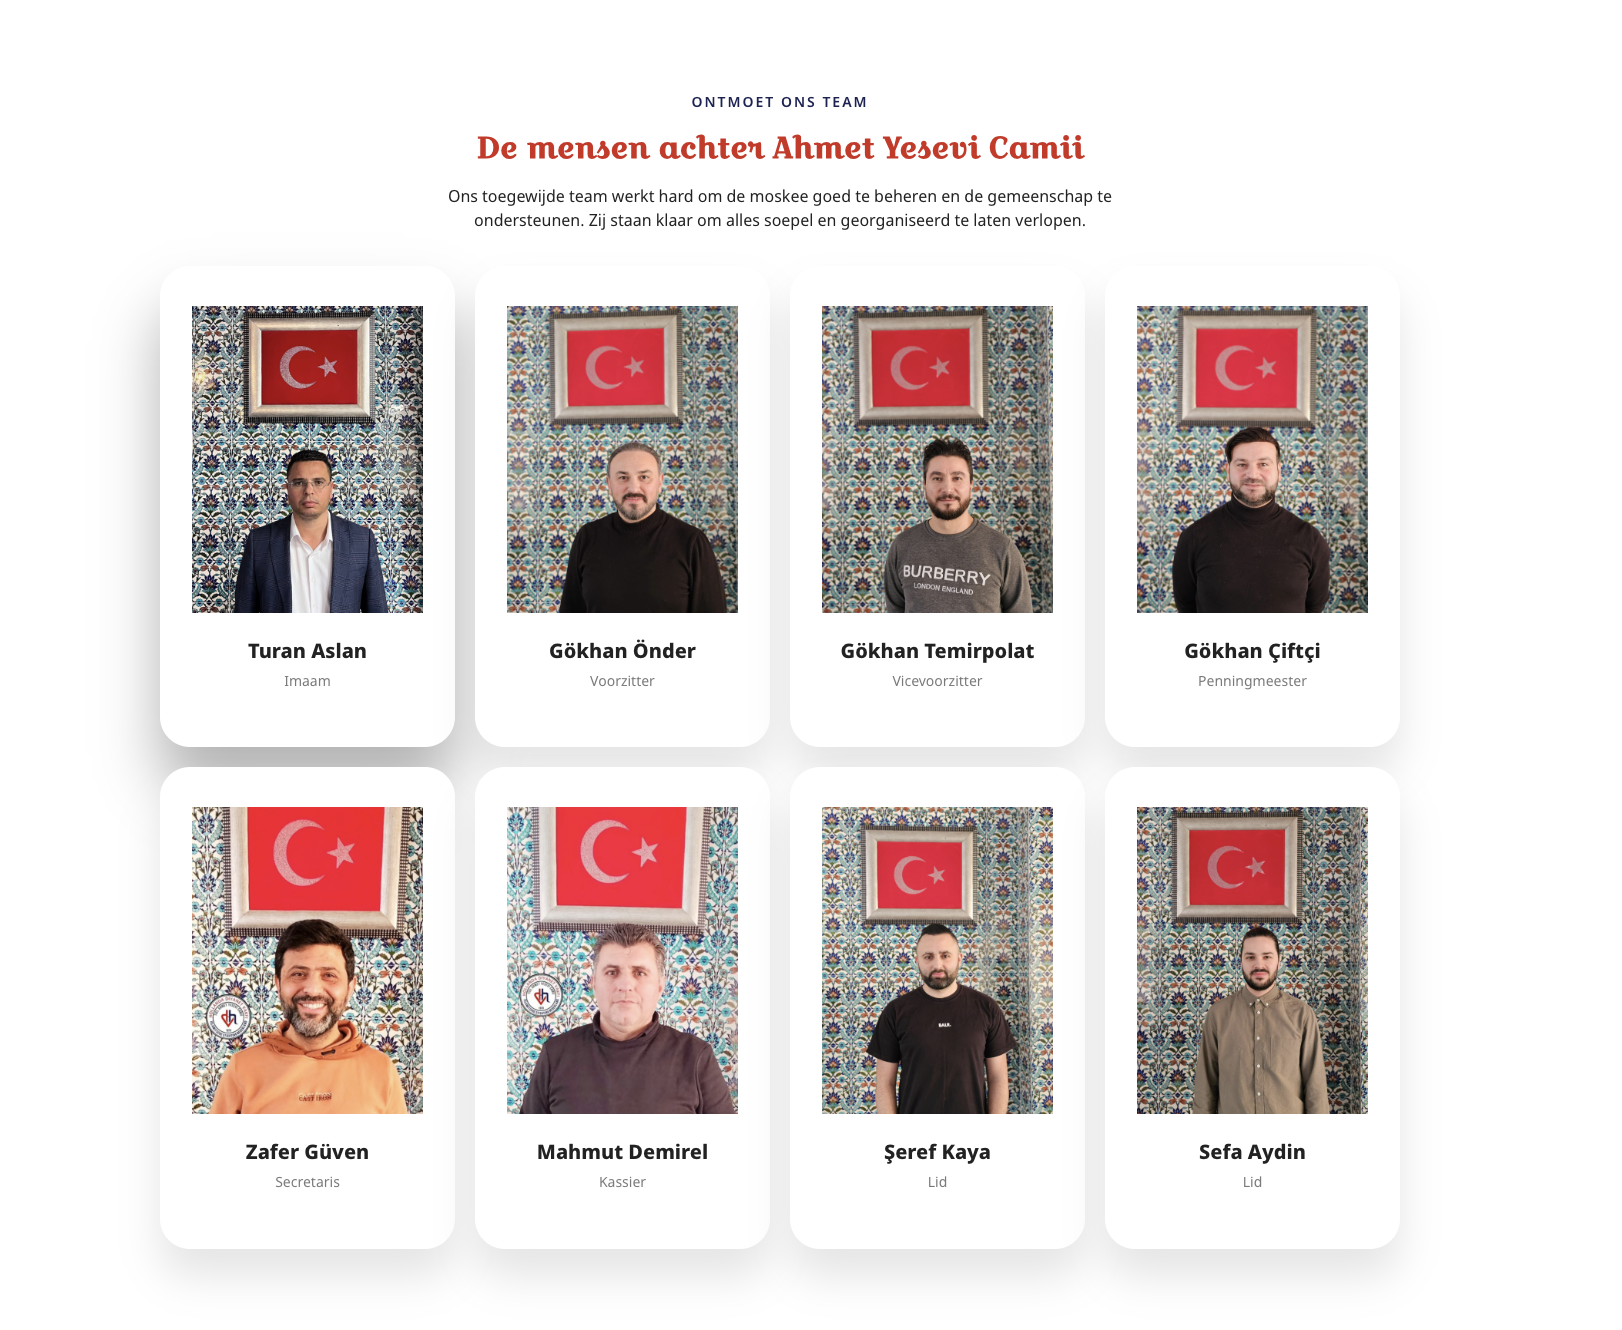 ONTMOET ONS TEAM
De mensen achter Ahmet Yesevi Camii
Ons toegewijde team werkt hard om de moskee goed te beheren en de gemeenschap te
ondersteunen. Zij staan klaar om alles soepel en georganiseerd te laten verlopen.
BURBERRY
LONDON ENGLAND
Turan Aslan
Imaam
Gökhan Önder
Voorzitter
Gökhan Temirpolat
Vicevoorzitter
Gökhan Çiftçi
Penningmeester
Zafer Güven
Secretaris
Mahmut Demirel
Kassier
Şeref Kaya
Lid
Sefa Aydin
Lid